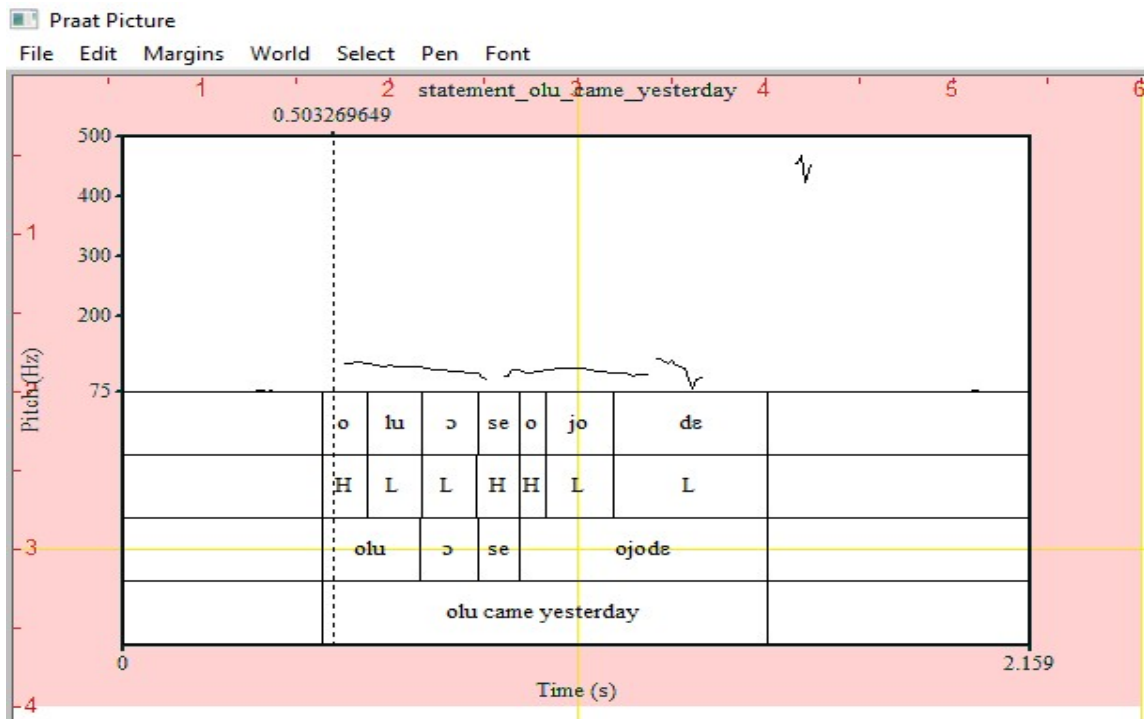 Praat Picture
File Edit Margins World Select Pen Font
1 2 3 4 5 6
statement_olu_came_yesterday
0.503269649
500
400
300
200
75
Pitch (Hz)
1
3
4
o lu ɔ se o jo dɛ
H L L H H L L
olu ɔ se ojodɛ
olu came yesterday
0 2.159
Time (s)